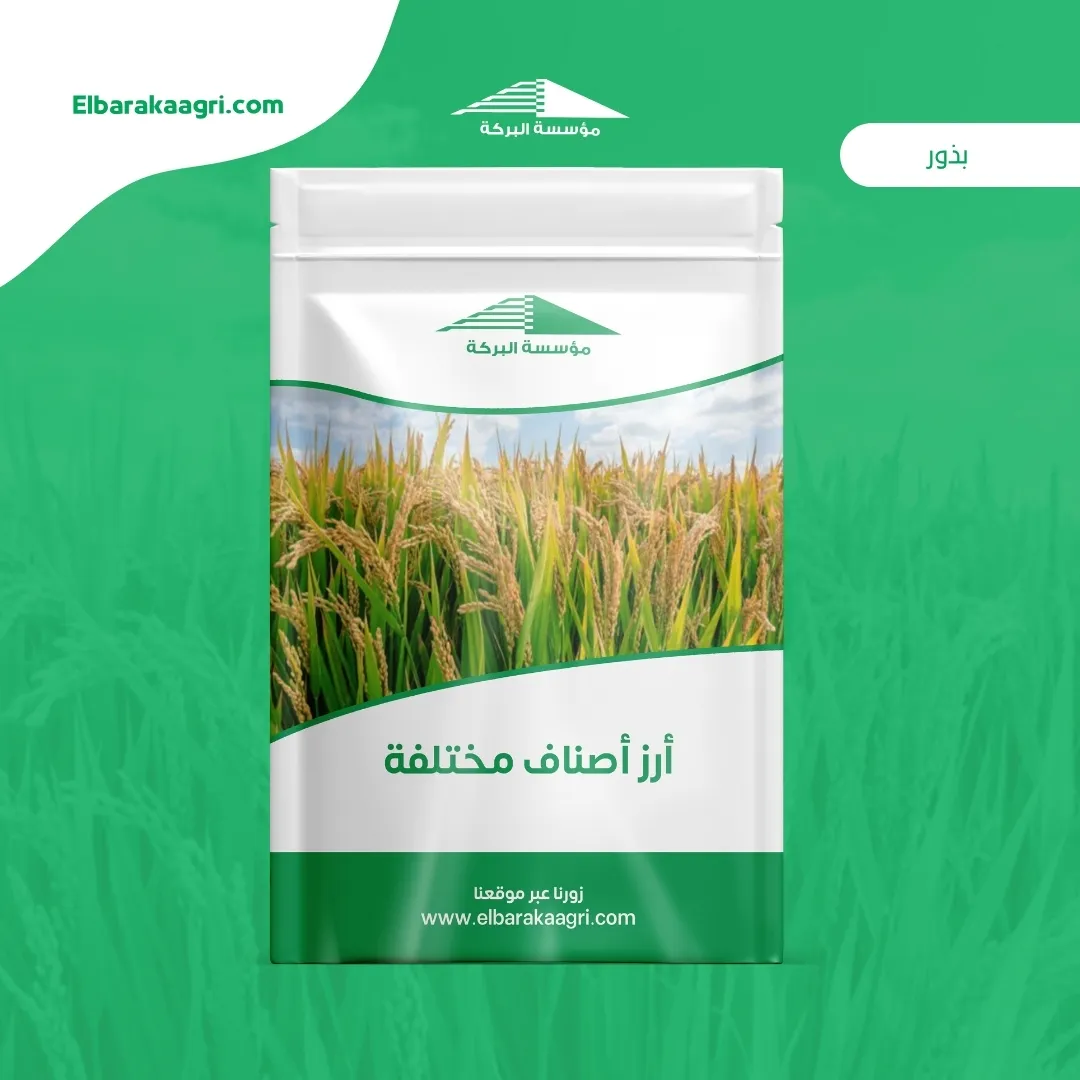 Elbarakaagri.com
مؤسسة البركة
بذور
مؤسسة البركة
أرز أصناف مختلفة
زورنا عبر موقعنا
www.elbarakaagri.com